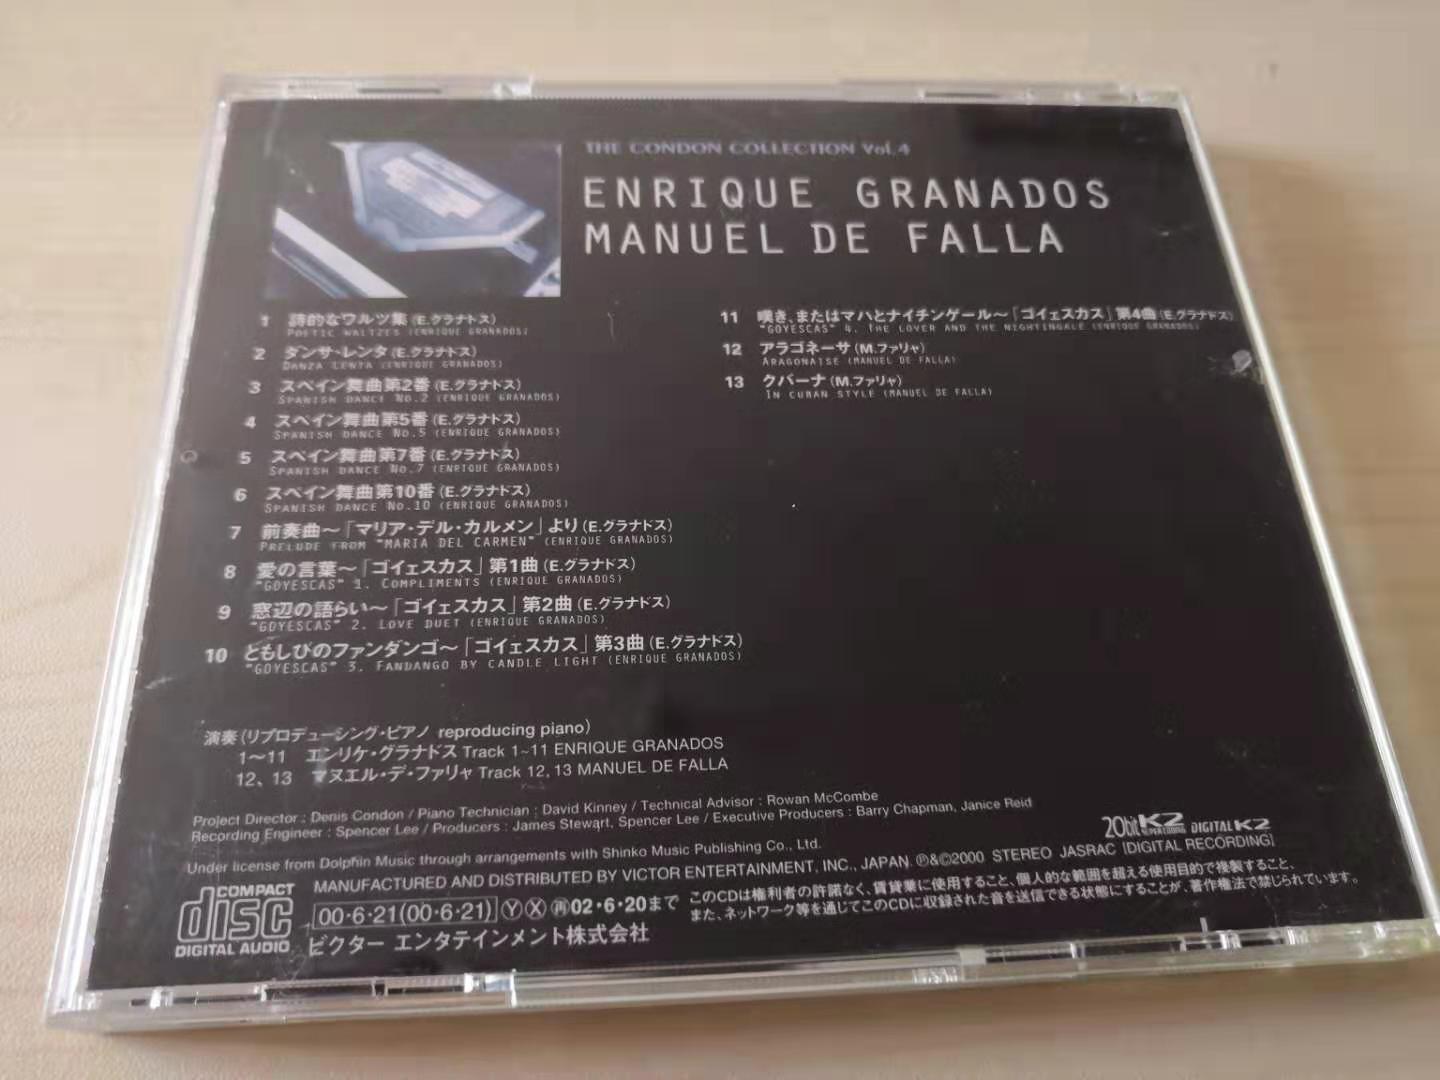 THE CONDON COLLECTION Vol.4
ENRIQUE GRANADOS
MANUEL DE FALLA
1 詩的なワルツ集(E.グラナドス)
POETIC WALTZES (ENRIQUE GRANADOS)
2 ダンサ・レンタ(E.グラナドス)
DANZA LENTA (ENRIQUE GRANADOS)
3 スペイン舞曲第2番(E.グラナドス)
SPANISH DANCE No.2 (ENRIQUE GRANADOS)
4 スペイン舞曲第5番(E.グラナドス)
SPANISH DANCE No.5 (ENRIQUE GRANADOS)
5 スペイン舞曲第7番(E.グラナドス)
SPANISH DANCE No.7 (ENRIQUE GRANADOS)
6 スペイン舞曲第10番(E.グラナドス)
SPANISH DANCE No.10 (ENRIQUE GRANADOS)
7 前奏曲～「マリア・デル・カルメン」より(E.グラナドス)
PRELUDE FROM "MARIA DEL CARMEN" (ENRIQUE GRANADOS)
8 愛の言葉～「ゴイェスカス」第1曲(E.グラナドス)
"GOYESCAS" 1. COMPLIMENTS (ENRIQUE GRANADOS)
9 窓辺の語らい～「ゴイェスカス」第2曲(E.グラナドス)
"GOYESCAS" 2. LOVE DUET (ENRIQUE GRANADOS)
10 ともしびのファンダンゴ～「ゴイェスカス」第3曲(E.グラナドス)
"GOYESCAS" 3. FANDANGO BY CANDLE LIGHT (ENRIQUE GRANADOS)
11 嘆き、またはマハとナイチンゲール～「ゴイェスカス」第4曲(E.グラナドス)
"GOYESCAS" 4. THE LOVER AND THE NIGHTINGALE (ENRIQUE GRANADOS)
12 アラゴネーサ(M.ファリャ)
ARAGONAISE (MANUEL DE FALLA)
13 クバーナ(M.ファリャ)
IN CUBAN STYLE (MANUEL DE FALLA)
演奏(リプロデューシング・ピアノ reproducing piano)
1～11 エンリケ・グラナドス Track 1~11 ENRIQUE GRANADOS
12、13 マヌエル・デ・ファリャ Track 12, 13 MANUEL DE FALLA
Project Director : Denis Condon / Piano Technician : David Kinney / Technical Advisor : Rowan McCombe
Recording Engineer : Spencer Lee / Producers : James Stewart, Spencer Lee / Executive Producers : Barry Chapman, Janice Reid
Under license from Dolphin Music through arrangements with Shinko Music Publishing Co., Ltd.
20bit K2 SUPER CODING DIGITAL K2
MANUFACTURED AND DISTRIBUTED BY VICTOR ENTERTAINMENT, INC., JAPAN. ℗&©2000 STEREO JASRAC [DIGITAL RECORDING]
COMPACT disc DIGITAL AUDIO
00・6・21(00・6・21) Ⓨ Ⓧ 再02・6・20まで
このCDは権利者の許諾なく、賃貸業に使用すること、個人的な範囲を超える使用目的で複製すること、
また、ネットワーク等を通じてこのCDに収録された音を送信できる状態にすることが、著作権法で禁じられています。
ビクター エンタテインメント株式会社